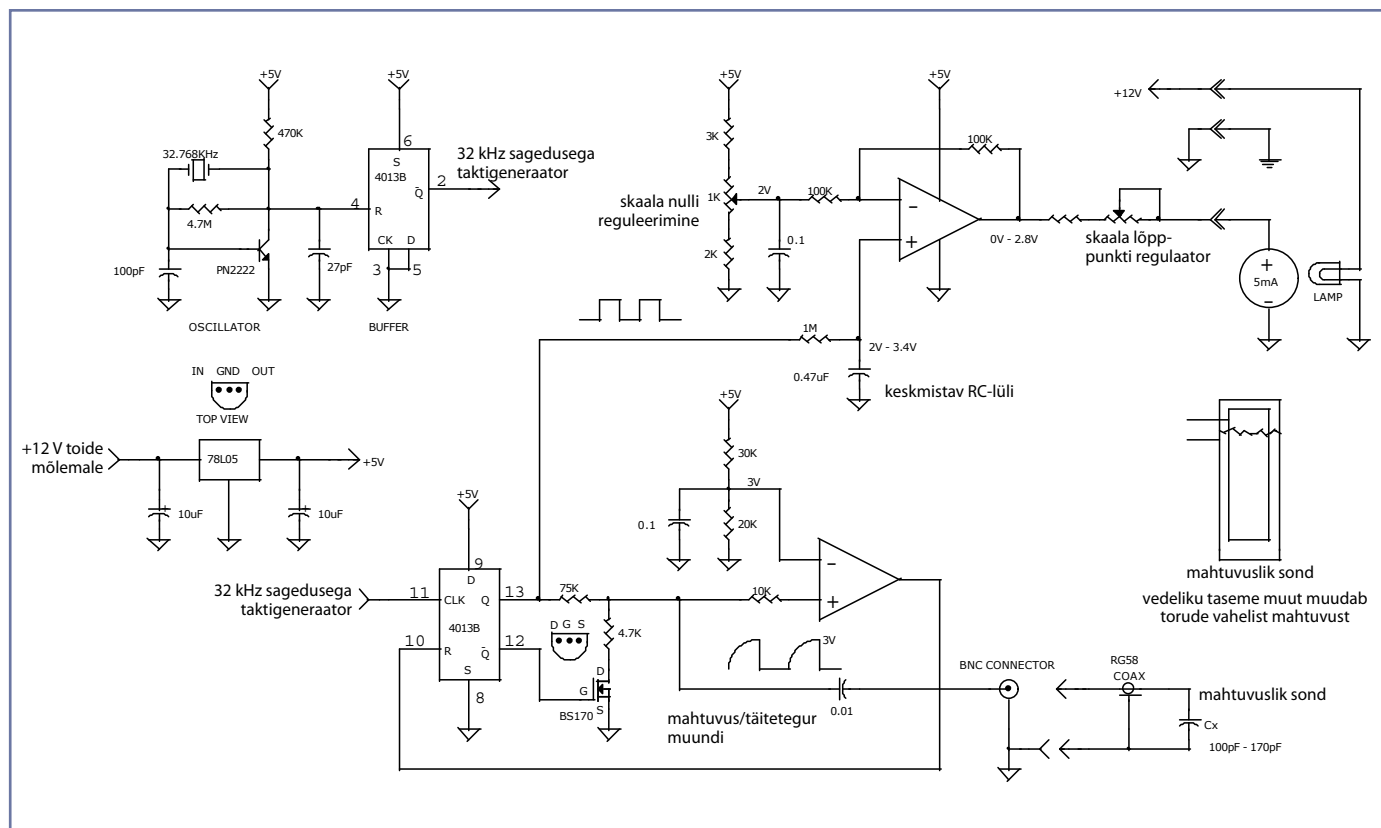 +5V
470K
32.768KHz
4.7M
100pF
PN2222
27pF
OSCILLATOR
+5V
6
S
4013B
Q
R
4
2
CK D
3
5
BUFFER
32 kHz sagedusega
taktigeneraator
+5V
3K
1K
2K
skaala nulli
reguleerimine
2V
0.1
100K
100K
+5V
−
+
0V - 2.8V
skaala lõpp-
punkti regulaator
+12V
+
5mA
−
LAMP
1M
2V - 3.4V
0.47uF
keskmistav RC-lüli
IN GND OUT
TOP VIEW
+12 V toide
mõlemale
78L05
+5V
10uF
10uF
+5V
30K
3V
0.1
20K
−
+
32 kHz sagedusega
taktigeneraator
+5V
9
D
11
CLK
Q
13
4013B
10
R
Q
12
S
8
75K
D G S
4.7K
D
G
S
BS170
10K
3V
0.01
mahtuvus/täitetegur
muundi
mahtuvuslik sond
vedeliku taseme muut muudab
torude vahelist mahtuvust
BNC CONNECTOR
RG58
COAX
mahtuvuslik sond
Cx
100pF - 170pF